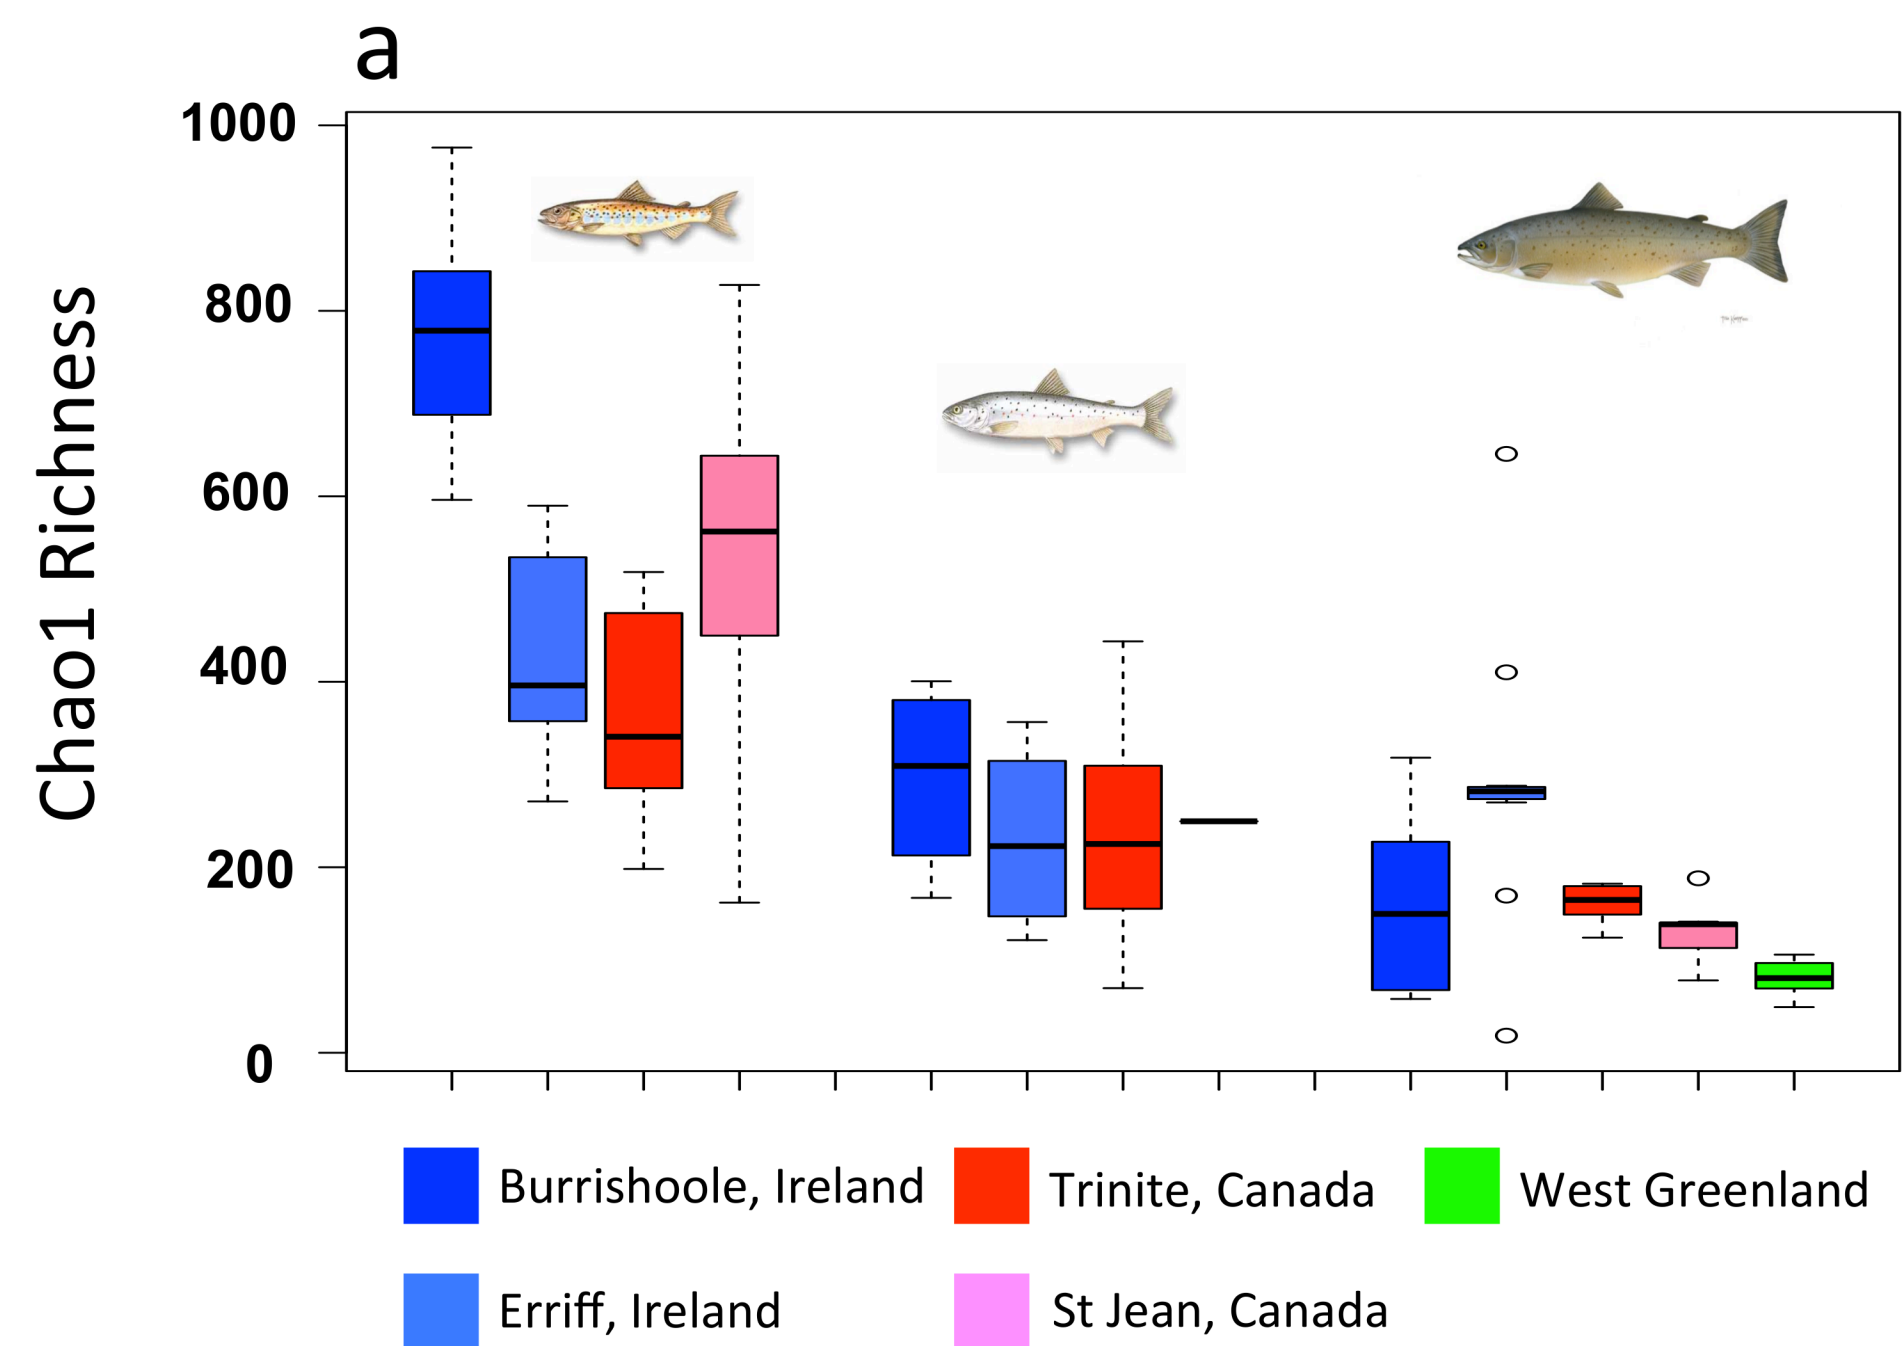 a
Chao1 Richness
1000
800
600
400
200
0
Burrishoole, Ireland
Trinite, Canada
West Greenland
Erriff, Ireland
St Jean, Canada